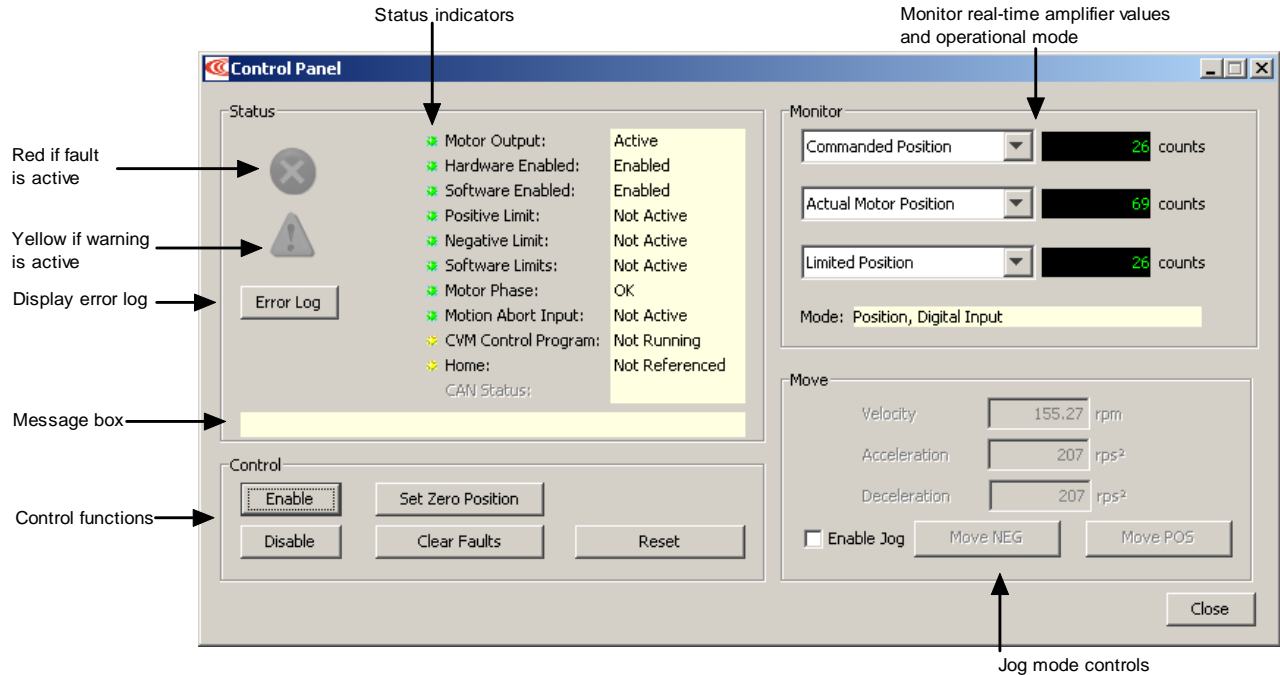 Status indicators
Monitor real-time amplifier values
and operational mode
Control Panel
Status
Red if fault
is active
Yellow if warning
is active
Display error log
Error Log
Motor Output: Active
Hardware Enabled: Enabled
Software Enabled: Enabled
Positive Limit: Not Active
Negative Limit: Not Active
Software Limits: Not Active
Motor Phase: OK
Motion Abort Input: Not Active
CVM Control Program: Not Running
Home: Not Referenced
CAN Status:
Message box
Monitor
Commanded Position 26 counts
Actual Motor Position 69 counts
Limited Position 26 counts
Mode: Position, Digital Input
Control
Control functions
Enable Set Zero Position
Disable Clear Faults Reset
Move
Velocity 155.27 rpm
Acceleration 207 rps²
Deceleration 207 rps²
Enable Jog Move NEG Move POS
Close
Jog mode controls